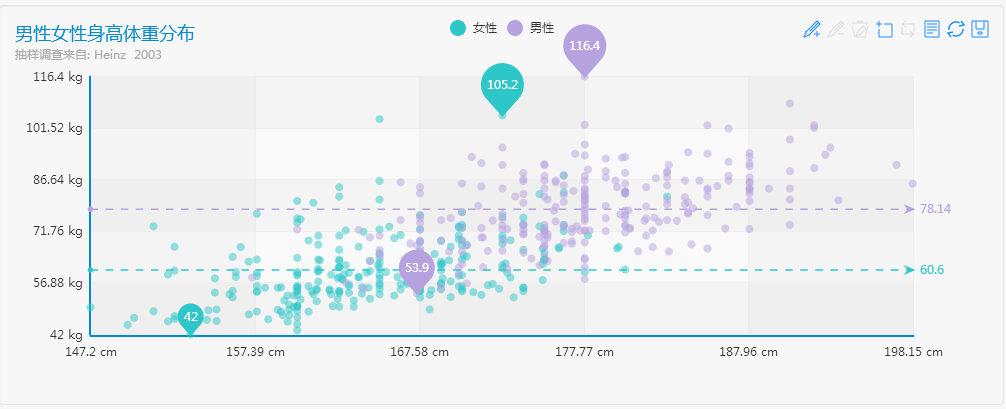 男性女性身高体重分布
抽样调查来自: Heinz 2003
女性 男性
116.4
105.2
53.9
42
116.4 kg
101.52 kg
86.64 kg
71.76 kg
56.88 kg
42 kg
78.14
60.6
147.2 cm 157.39 cm 167.58 cm 177.77 cm 187.96 cm 198.15 cm